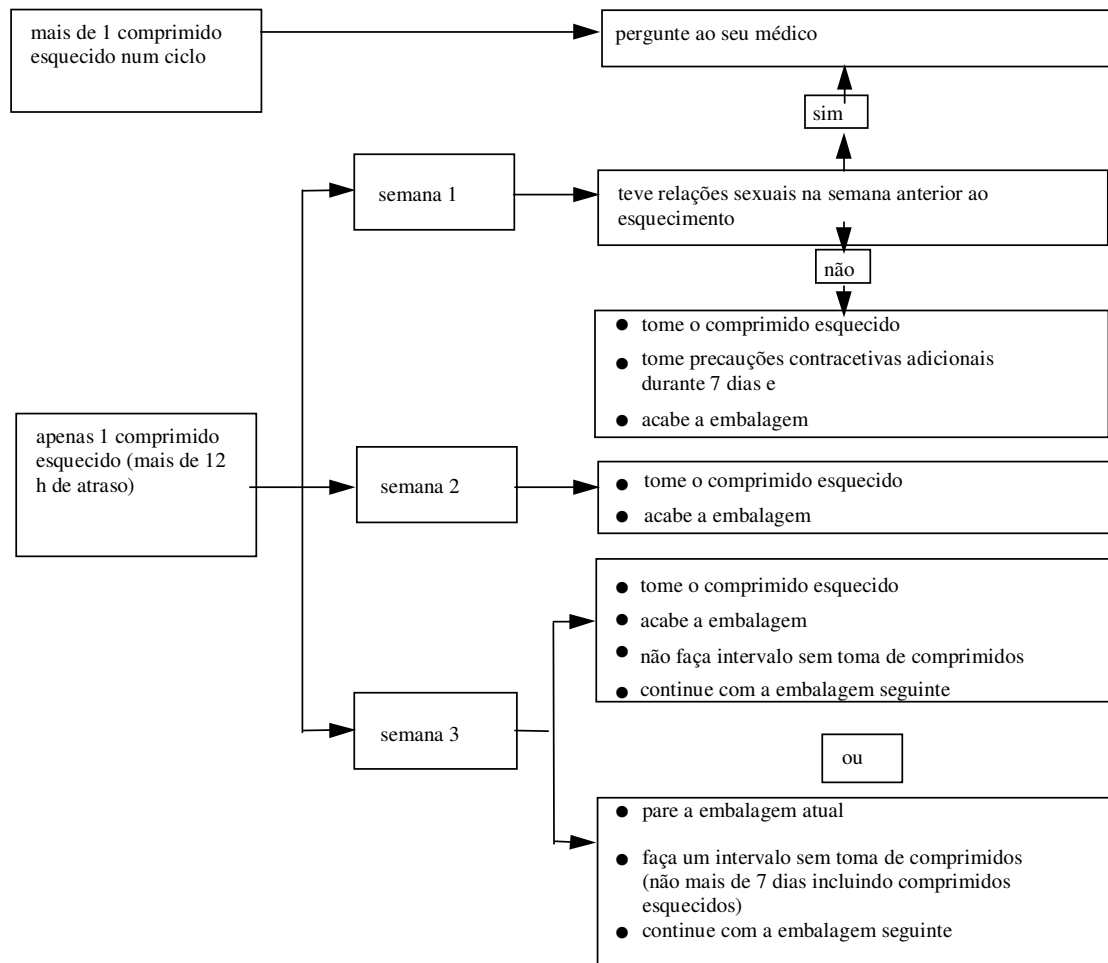 mais de 1 comprimido
esquecido num ciclo
pergunte ao seu médico
sim
semana 1
teve relações sexuais na semana anterior ao
esquecimento
não
● tome o comprimido esquecido
● tome precauções contracetivas adicionais
durante 7 dias e
● acabe a embalagem
apenas 1 comprimido
esquecido (mais de 12
h de atraso)
semana 2
● tome o comprimido esquecido
● acabe a embalagem
● tome o comprimido esquecido
● acabe a embalagem
● não faça intervalo sem toma de comprimidos
● continue com a embalagem seguinte
semana 3
ou
● pare a embalagem atual
● faça um intervalo sem toma de comprimidos
(não mais de 7 dias incluindo comprimidos
esquecidos)
● continue com a embalagem seguinte